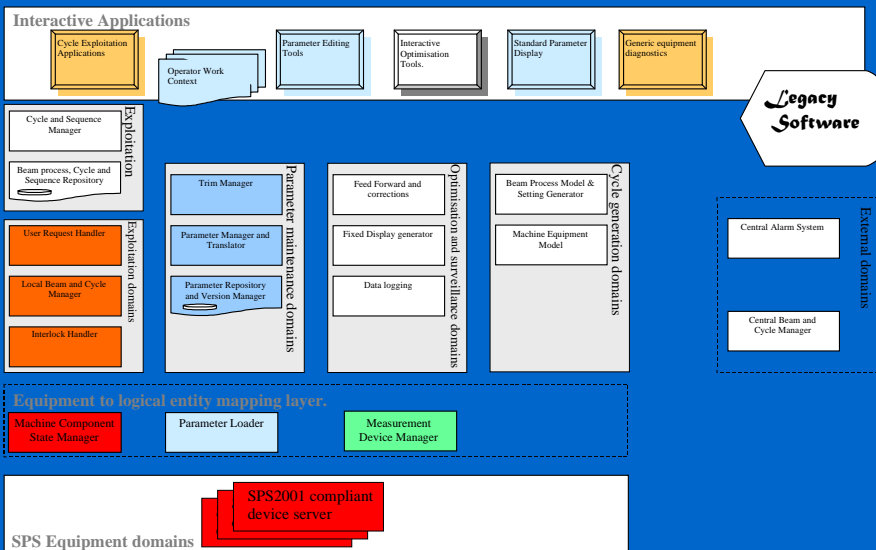 Interactive Applications
Cycle Exploitation
Applications
Operator Work
Context
Parameter Editing
Tools
Interactive
Optimisation
Tools.
Standard Parameter
Display
Generic equipment
diagnostics
Legacy
Software
Exploitation
Cycle and Sequence
Manager
Beam process, Cycle and
Sequence Repository
Exploitation domains
User Request Handler
Local Beam and Cycle
Manager
Interlock Handler
Parameter maintenance domains
Trim Manager
Parameter Manager and
Translator
Parameter Repository
and Version Manager
Optimisation and surveillance domains
Feed Forward and
corrections
Fixed Display generator
Data logging
Cycle generation domains
Beam Process Model &
Setting Generator
Machine Equipment
Model
External domains
Central Alarm System
Central Beam and
Cycle Manager
Equipment to logical entity mapping layer.
Machine Component
State Manager
Parameter Loader
Measurement
Device Manager
SPS2001 compliant
device server
SPS Equipment domains